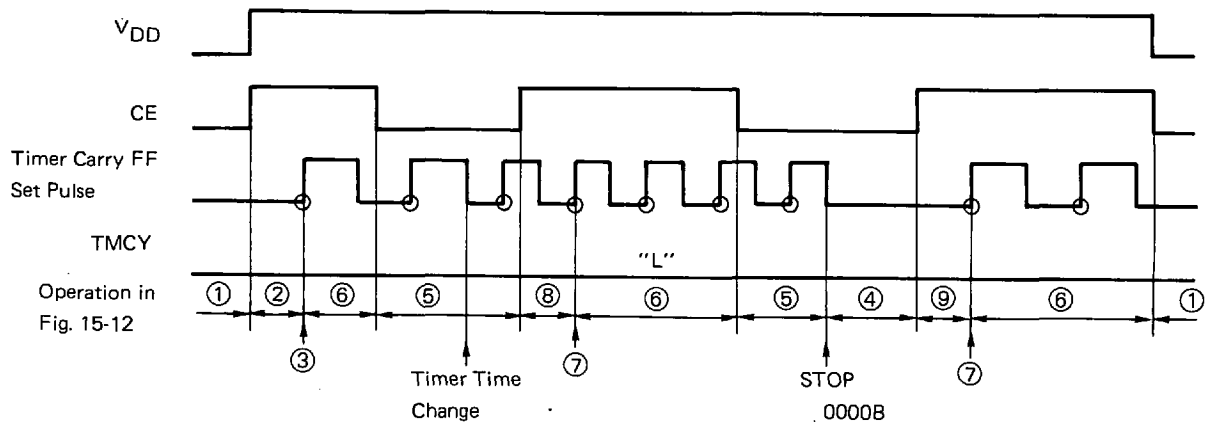 VDD
CE
Timer Carry FF
Set Pulse
TMCY
"L"
Operation in
Fig. 15-12
① ② ⑥ ⑤ ⑧ ⑥ ⑤ ④ ⑨ ⑥ ①
③ ⑦ ⑦
Timer Time
Change
STOP
0000B